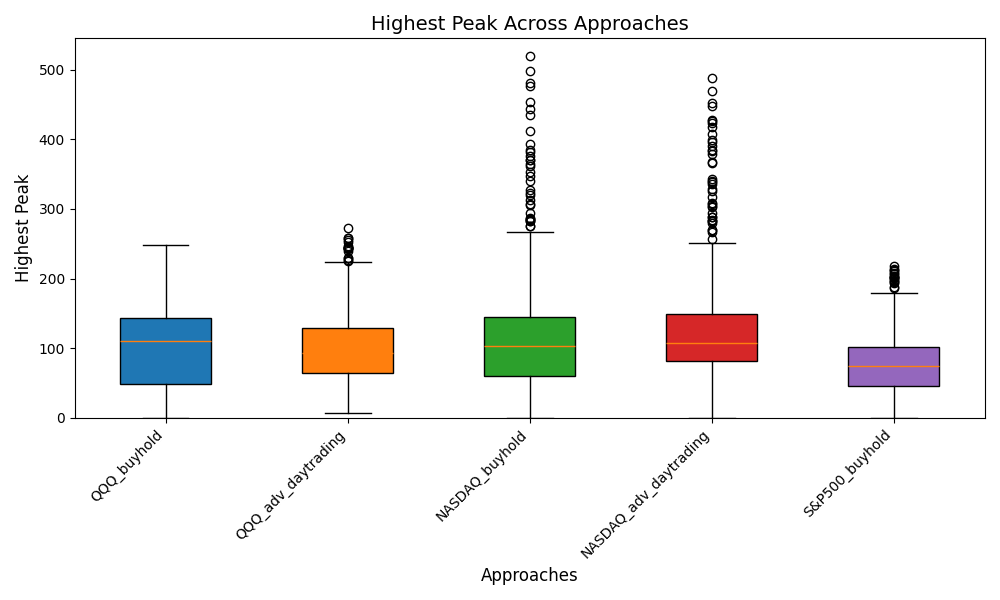 Highest Peak Across Approaches
Highest Peak
500
400
300
200
100
0
QQQ_buyhold
QQQ_adv_daytrading
NASDAQ_buyhold
NASDAQ_adv_daytrading
S&P500_buyhold
Approaches